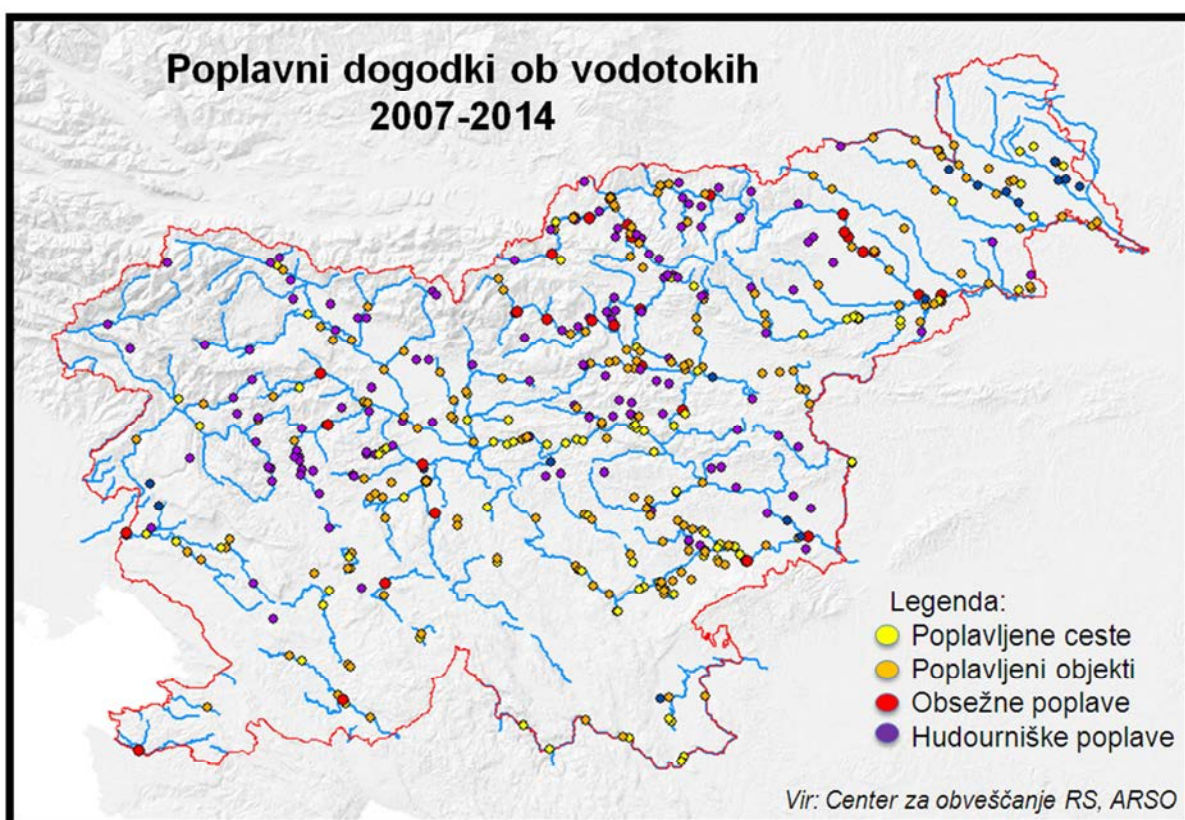 Poplavni dogodki ob vodotokih
2007-2014
Legenda:
Poplavljene ceste
Poplavljeni objekti
Obsežne poplave
Hudourniške poplave
Vir: Center za obveščanje RS, ARSO